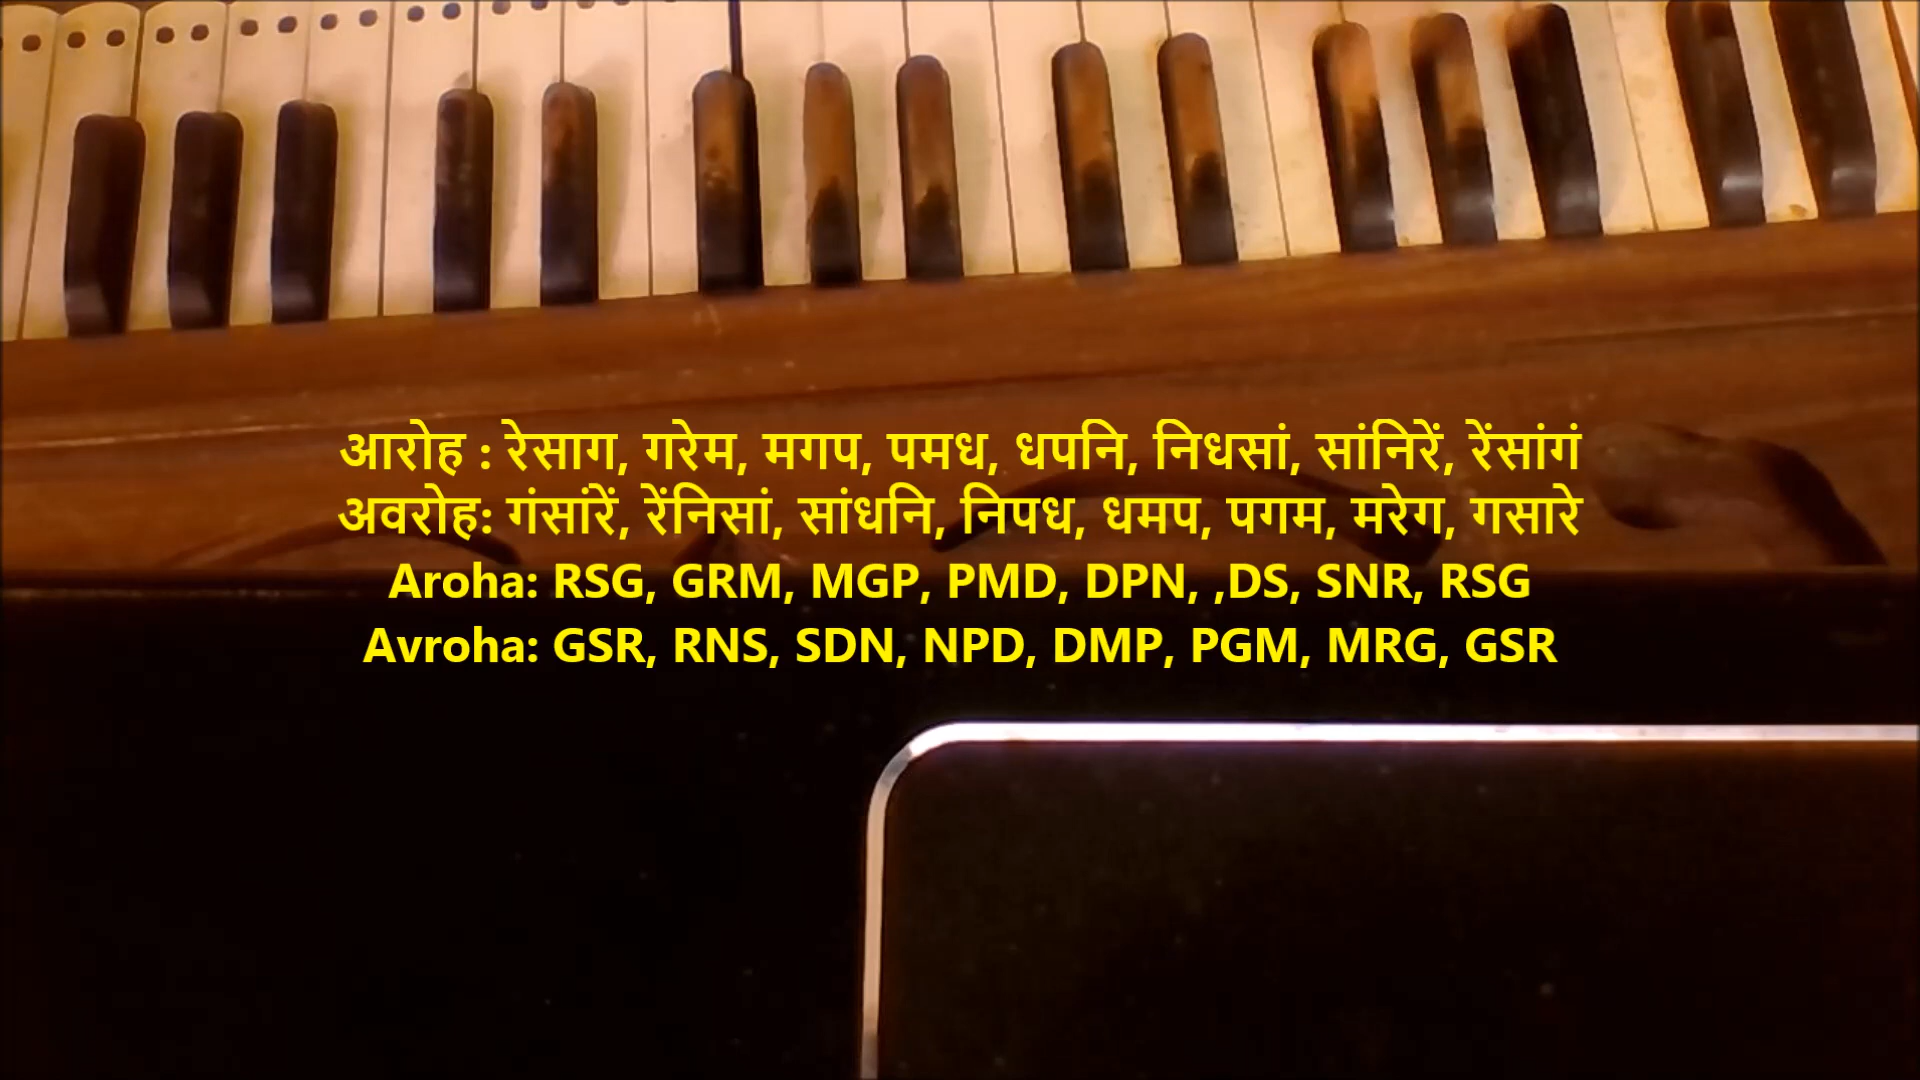 आरोह : रेसाग, गरेम, मगप, पमध, धपनि, निधसां, सांनिरें, रेंसांगं
अवरोहः गंसांरें, रेंनिसां, सांधनि, निपध, धमप, पगम, मरेग, गसारे
Aroha: RSG, GRM, MGP, PMD, DPN, ,DS, SNR, RSG
Avroha: GSR, RNS, SDN, NPD, DMP, PGM, MRG, GSR